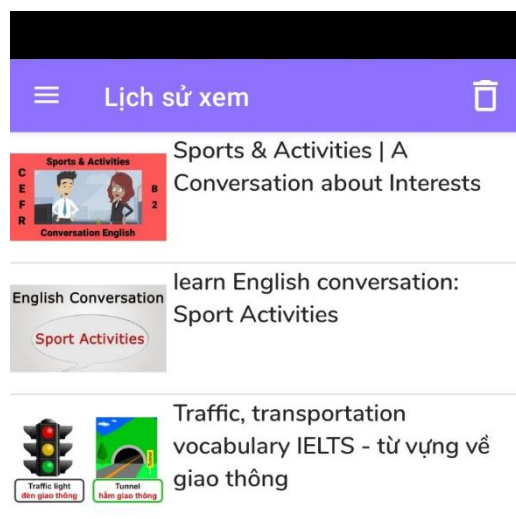 Lịch sử xem
Sports & Activities
C
E
F
R
B
2
Conversation English
Sports & Activities | A
Conversation about Interests
English Conversation
Sport Activities
learn English conversation:
Sport Activities
Traffic light
đèn giao thông
Tunnel
hầm giao thông
Traffic, transportation
vocabulary IELTS - từ vựng về
giao thông